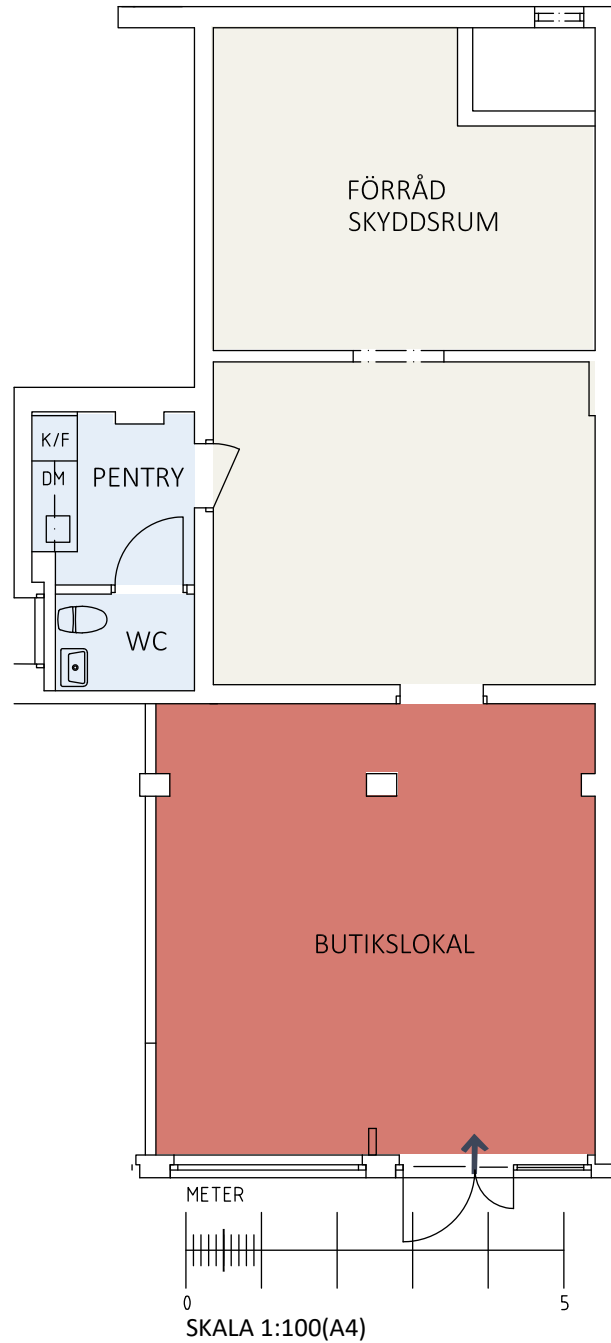 FÖRRÅD
SKYDDSRUM
K/F
DM
PENTRY
WC
BUTIKSLOKAL
METER
0 5
SKALA 1:100(A4)